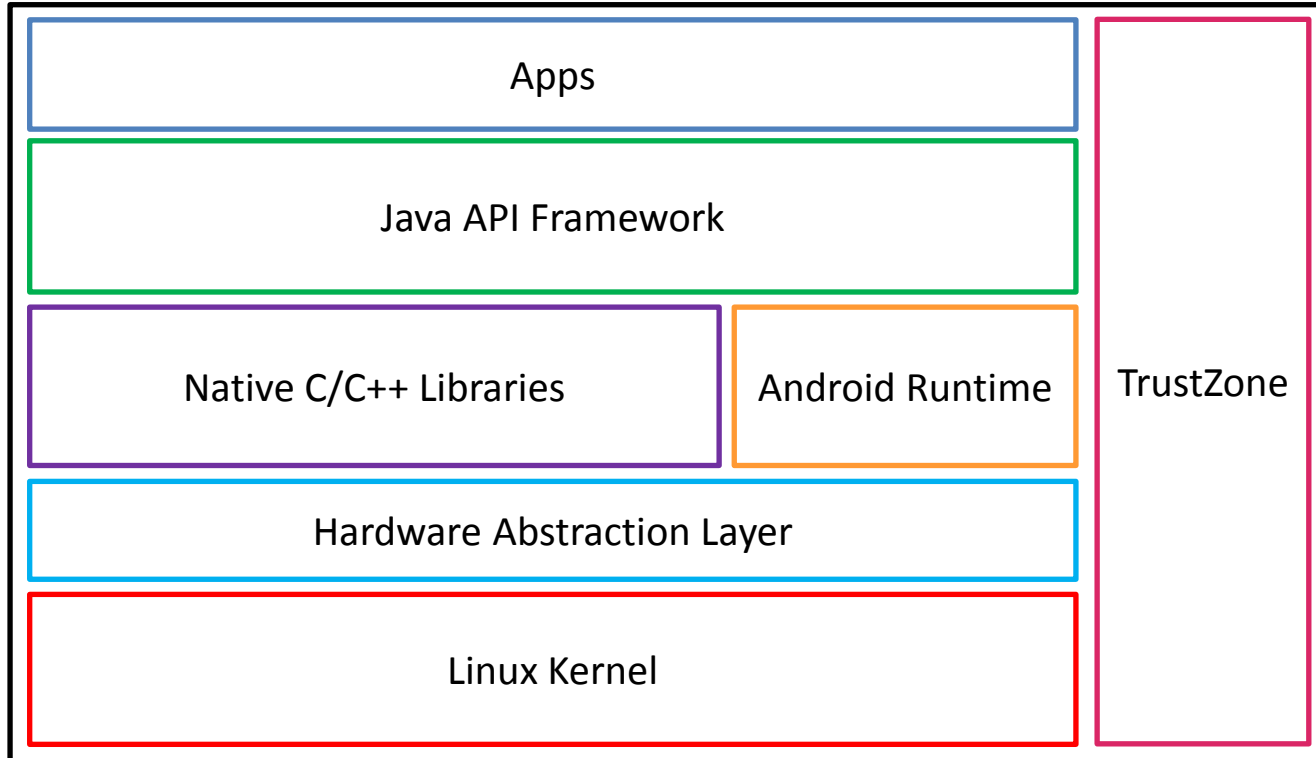 Apps
Java API Framework
Native C/C++ Libraries
Android Runtime
TrustZone
Hardware Abstraction Layer
Linux Kernel